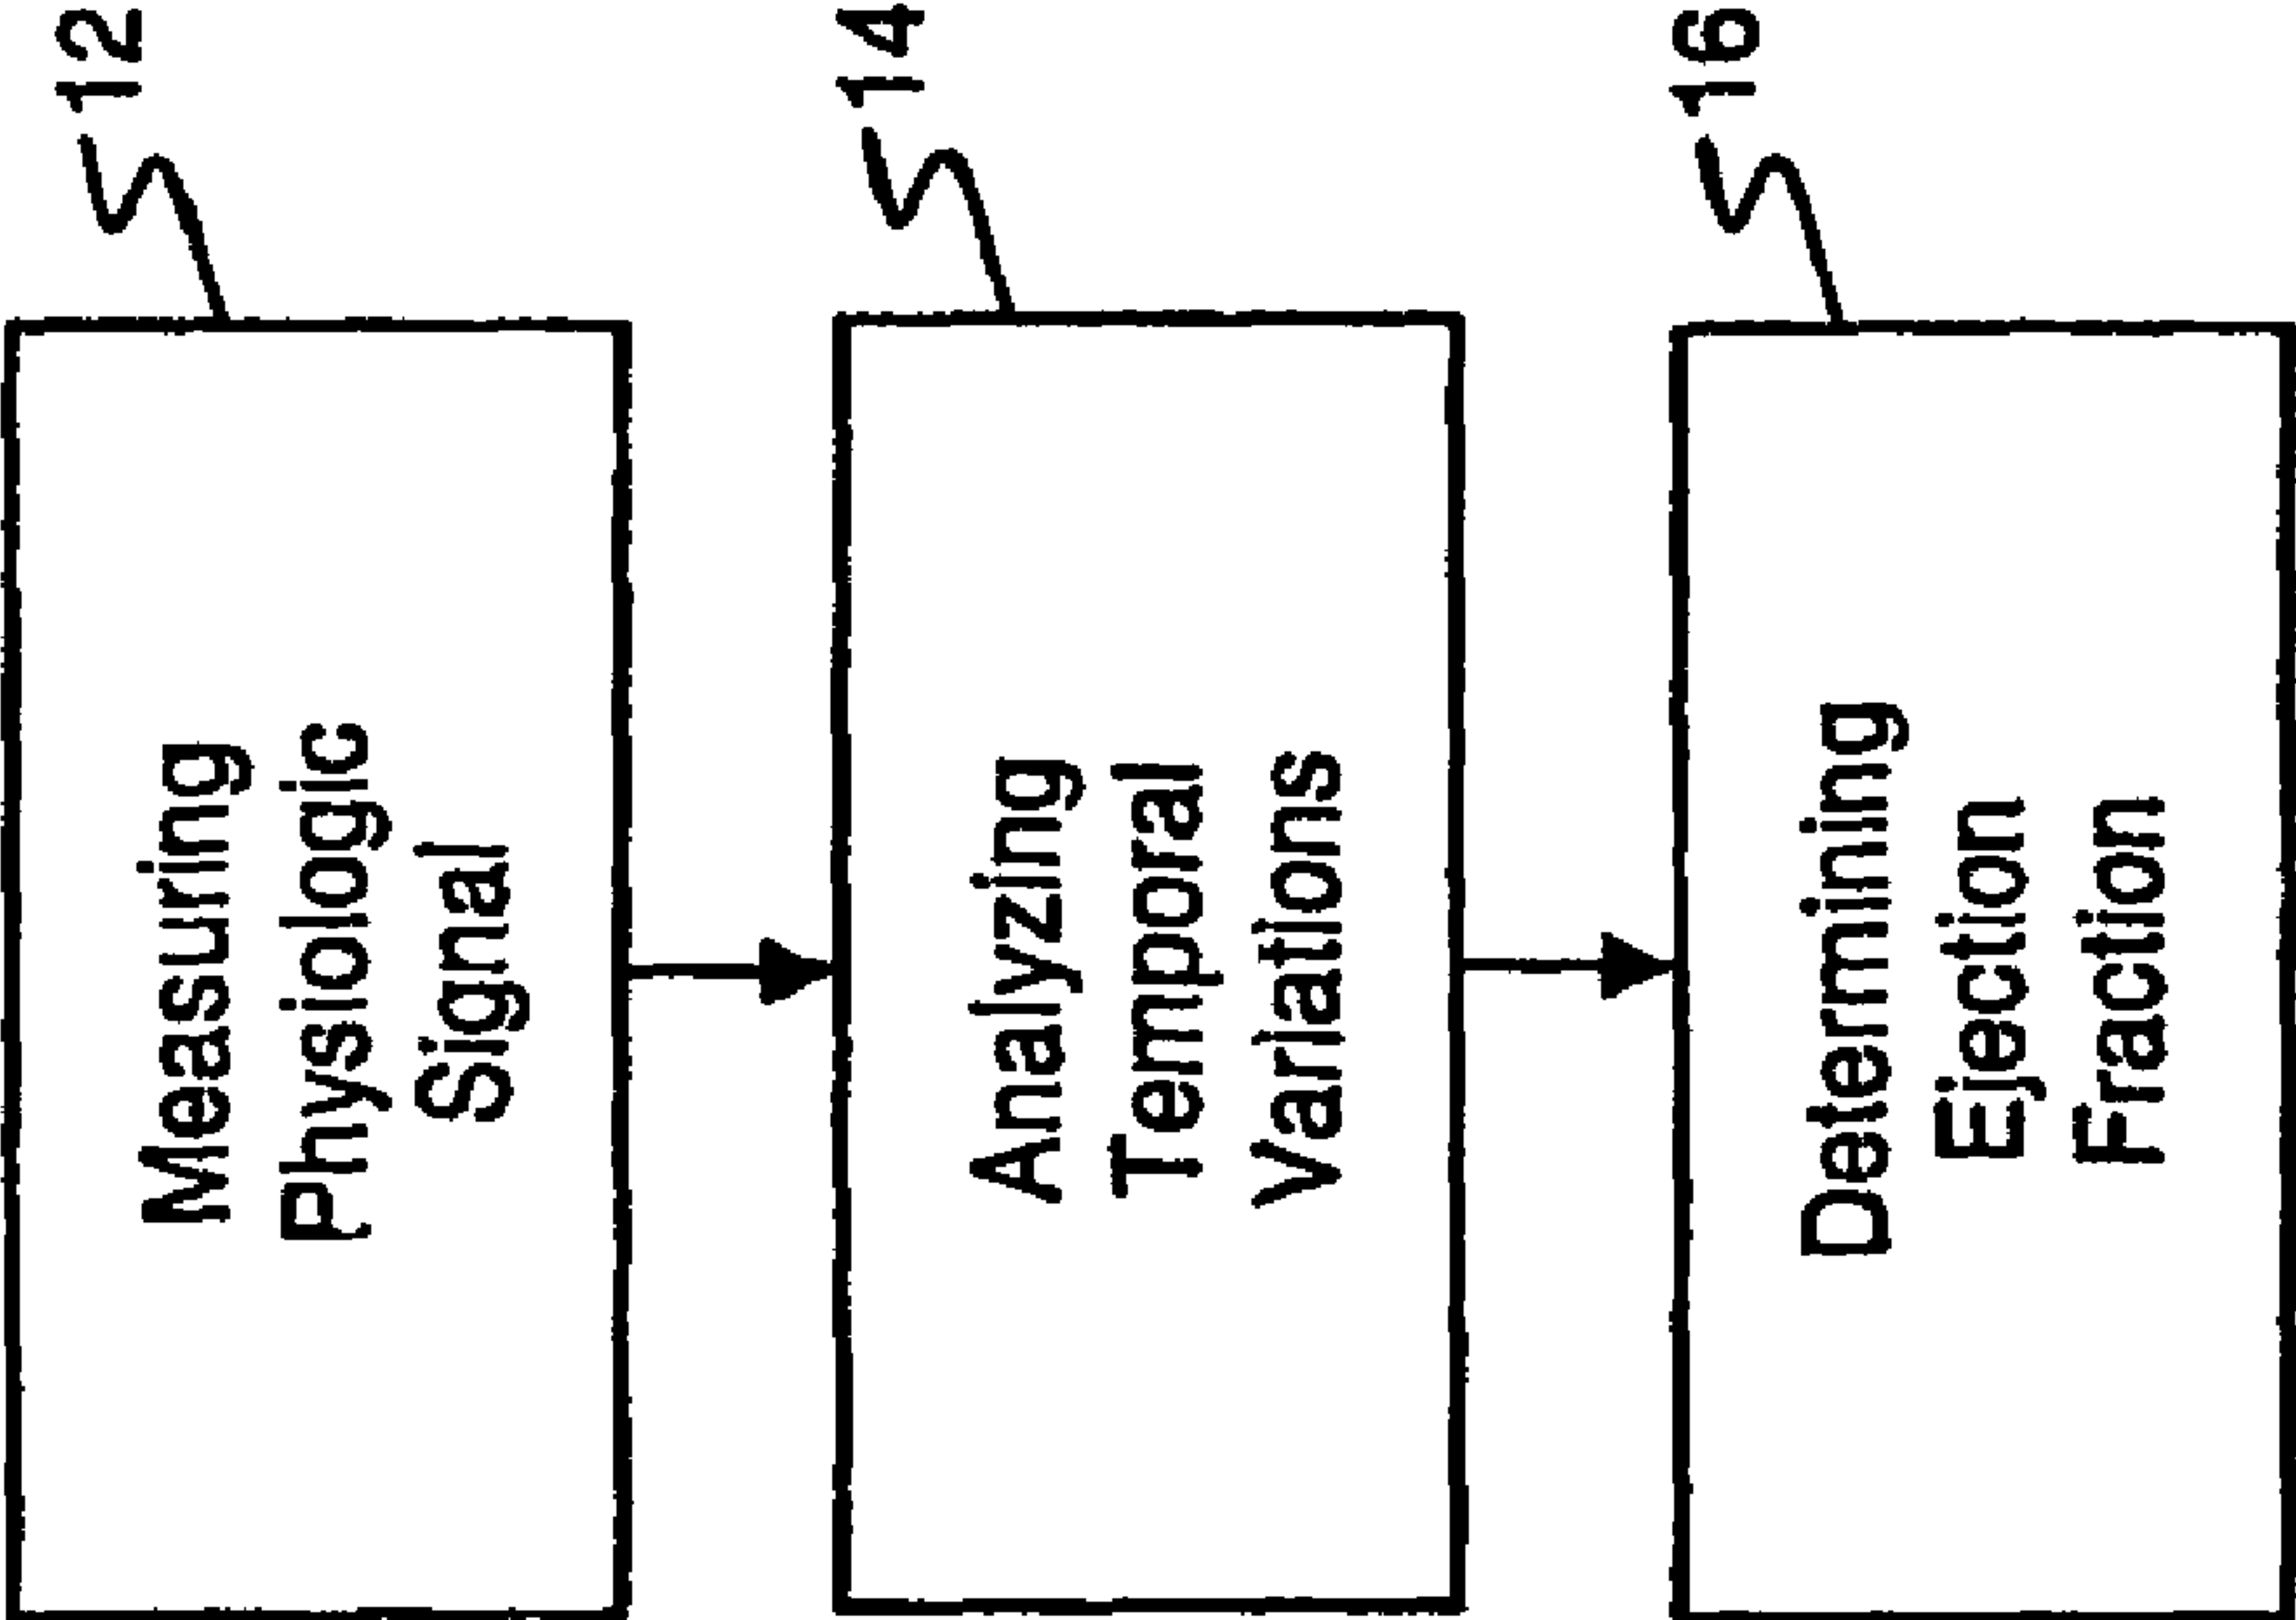 12
Measuring
Physiologic
Signal
14
Analyzing
Temporal
Variations
16
Determining
Ejection
Fraction